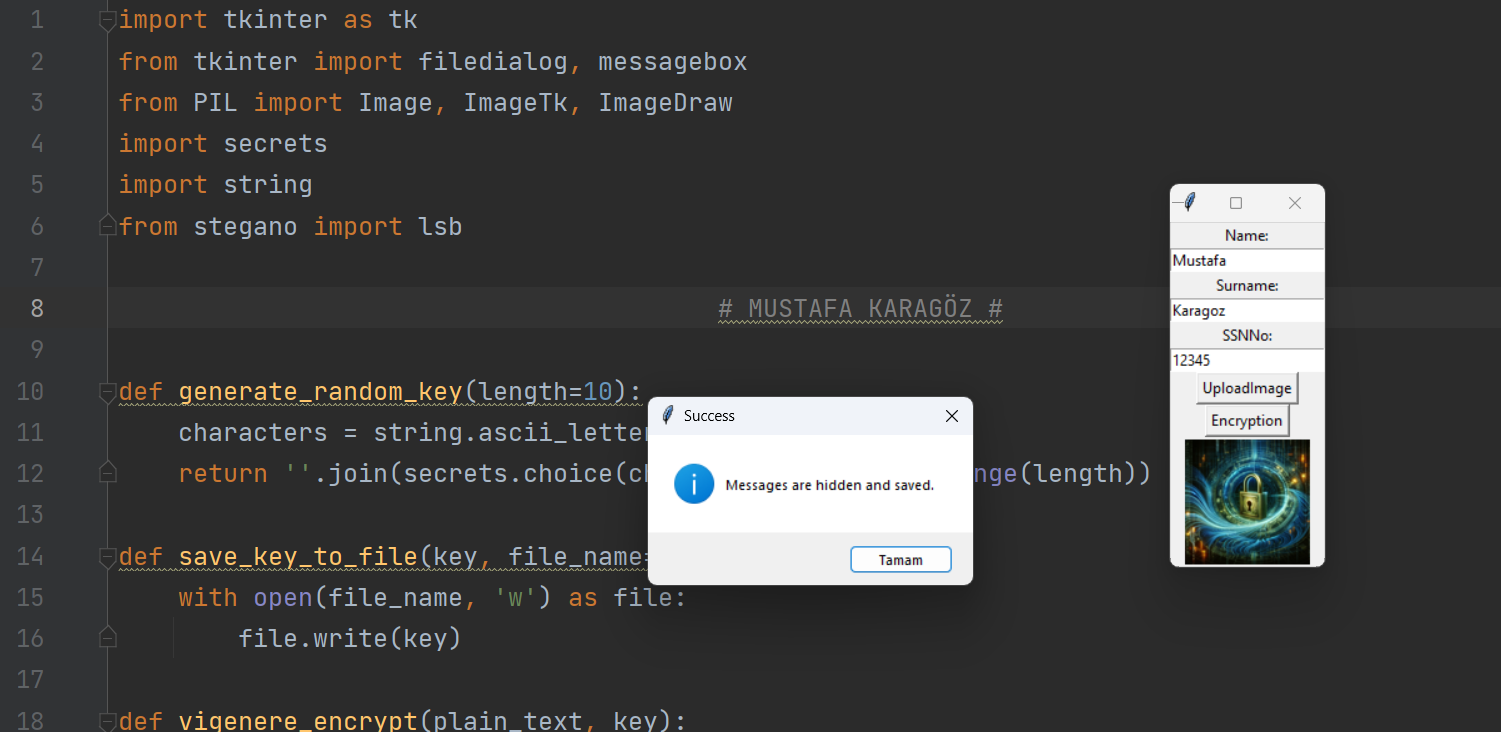 1 import tkinter as tk
2 from tkinter import filedialog, messagebox
3 from PIL import Image, ImageTk, ImageDraw
4 import secrets
5 import string
6 from stegano import lsb
7
8 # MUSTAFA KARAGÖZ #
9
10 def generate_random_key(length=10):
11 characters = string.ascii_letter
12 return ''.join(secrets.choice(c nge(length))
13
14 def save_key_to_file(key, file_name=
15 with open(file_name, 'w') as file:
16 file.write(key)
17
18 def vigenere_encrypt(plain_text, key):
Success
Messages are hidden and saved.
Tamam
Name:
Mustafa
Surname:
Karagoz
SSNNo:
12345
UploadImage
Encryption